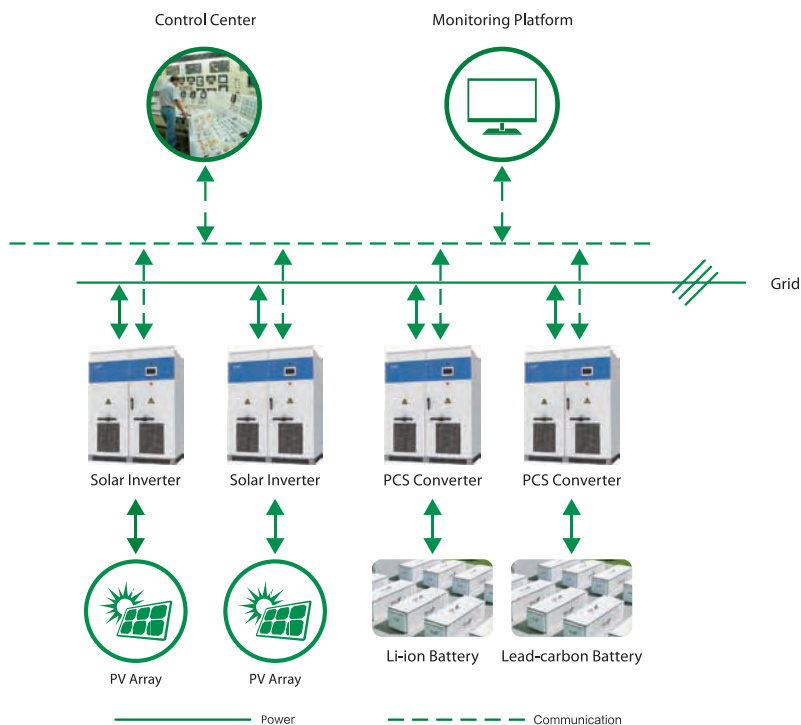 Control Center
Monitoring Platform
Grid
Solar Inverter
Solar Inverter
PCS Converter
PCS Converter
PV Array
PV Array
Li-ion Battery
Lead-carbon Battery
Power
Communication